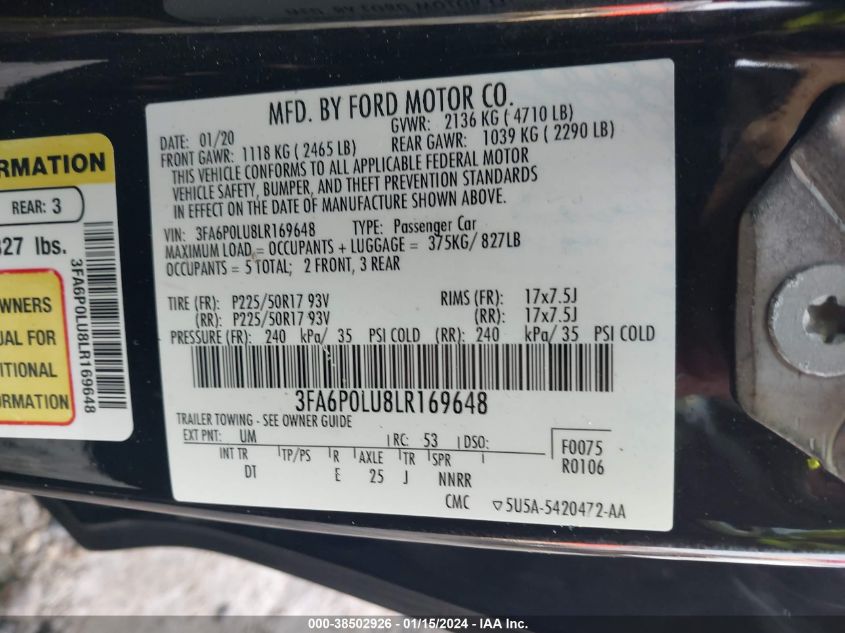 MFD. BY FORD MOTOR CO.
DATE: 01/20 GVWR: 2136 KG ( 4710 LB)
FRONT GAWR: 1118 KG ( 2465 LB) REAR GAWR: 1039 KG ( 2290 LB)
THIS VEHICLE CONFORMS TO ALL APPLICABLE FEDERAL MOTOR
VEHICLE SAFETY, BUMPER, AND THEFT PREVENTION STANDARDS
IN EFFECT ON THE DATE OF MANUFACTURE SHOWN ABOVE.
VIN: 3FA6P0LU8LR169648 TYPE: Passenger Car
MAXIMUM LOAD = OCCUPANTS + LUGGAGE = 375KG/ 827LB
OCCUPANTS = 5 TOTAL; 2 FRONT, 3 REAR
TIRE (FR): P225/50R17 93V RIMS (FR): 17x7.5J
(RR): P225/50R17 93V (RR): 17x7.5J
PRESSURE (FR): 240 kPa/ 35 PSI COLD (RR): 240 kPa/ 35 PSI COLD
3FA6P0LU8LR169648
TRAILER TOWING - SEE OWNER GUIDE
EXT PNT: UM RC: 53 DSO:
INT TR TP/PS R AXLE TR SPR
DT E 25 J NNRR
F0075
R0106
CMC ▽5U5A-5420472-AA
RMATION
REAR: 3
827 lbs.
WNERS
UAL FOR
ITIONAL
FORMATION
3FA6P0LU8LR169648
000-38502926 - 01/15/2024 - IAA, Inc.